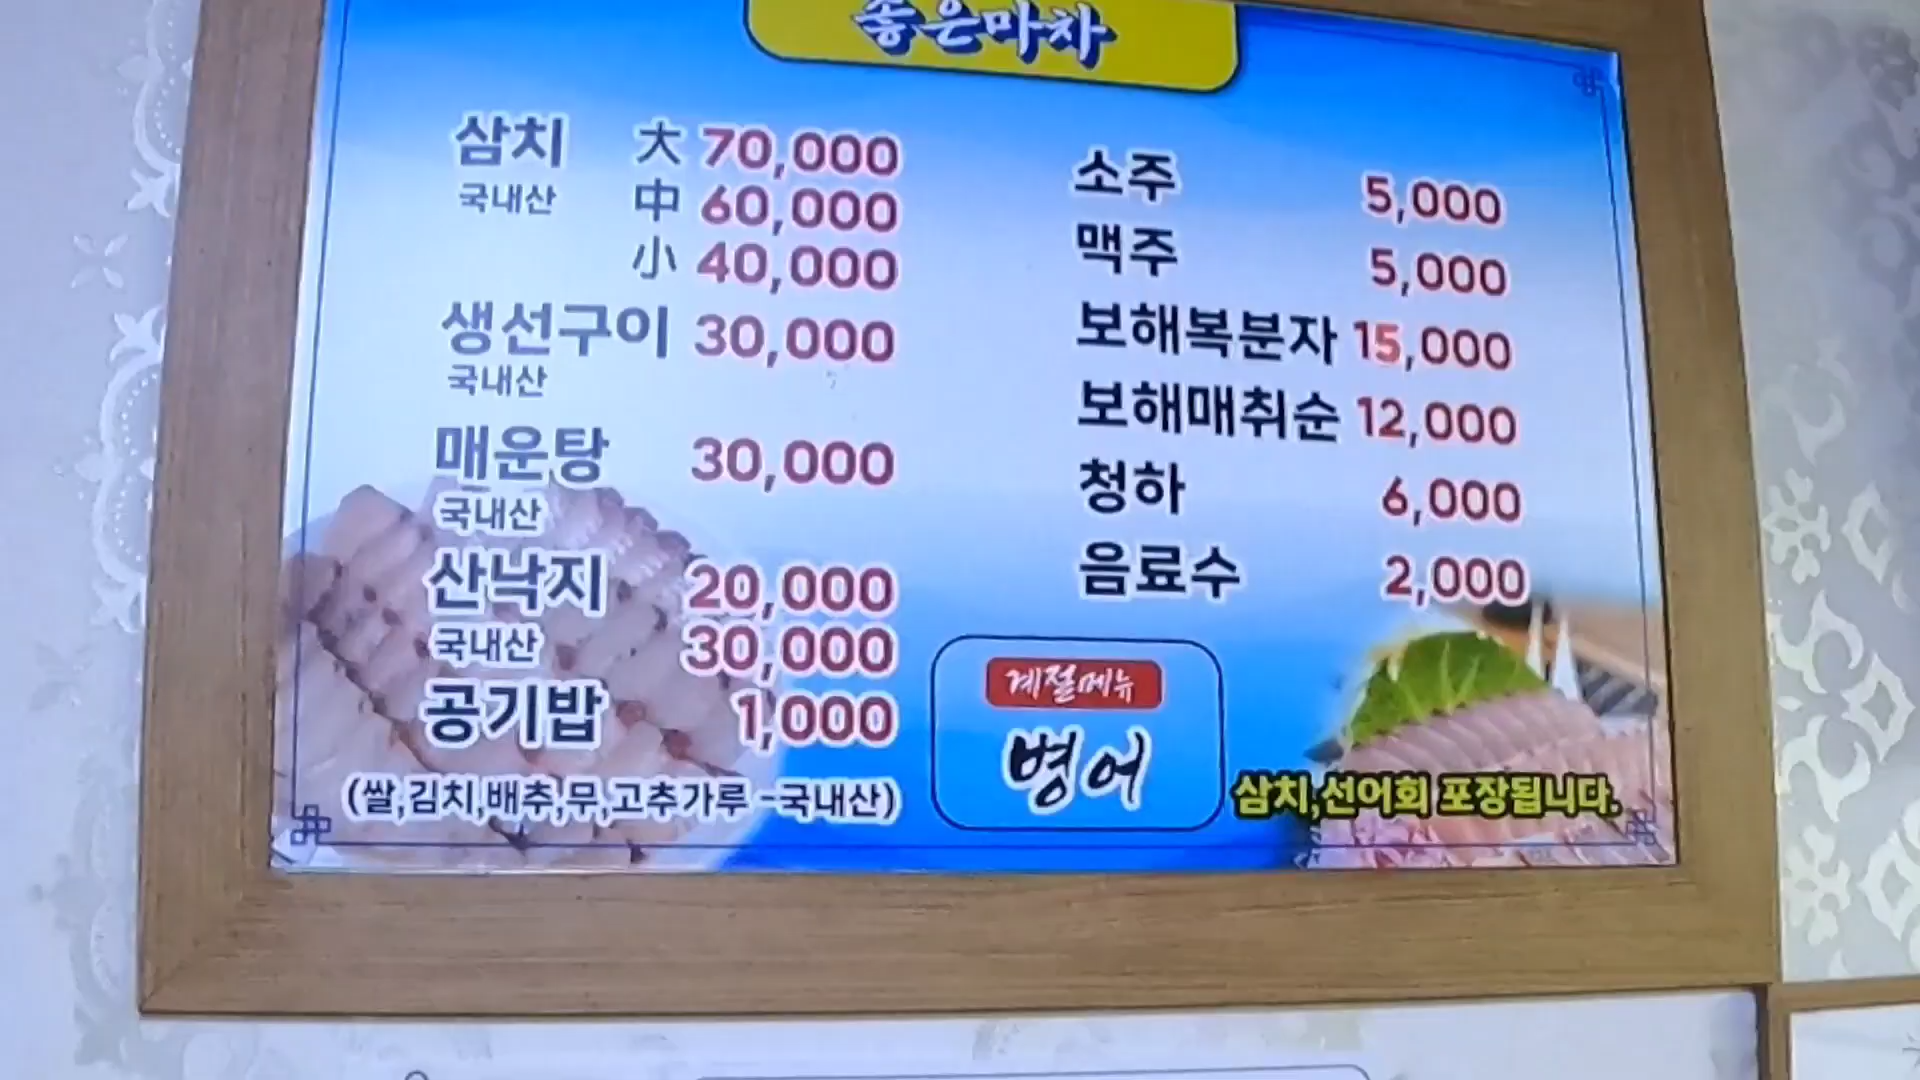 좋은마차
삼치 大 70,000
국내산 中 60,000
小 40,000
생선구이 30,000
국내산
매운탕 30,000
국내산
산낙지 20,000
국내산 30,000
공기밥 1,000
(쌀,김치,배추,무,고추가루 -국내산)
소주 5,000
맥주 5,000
보해복분자 15,000
보해매취순 12,000
청하 6,000
음료수 2,000
계절메뉴
병어
삼치,선어회 포장됩니다.